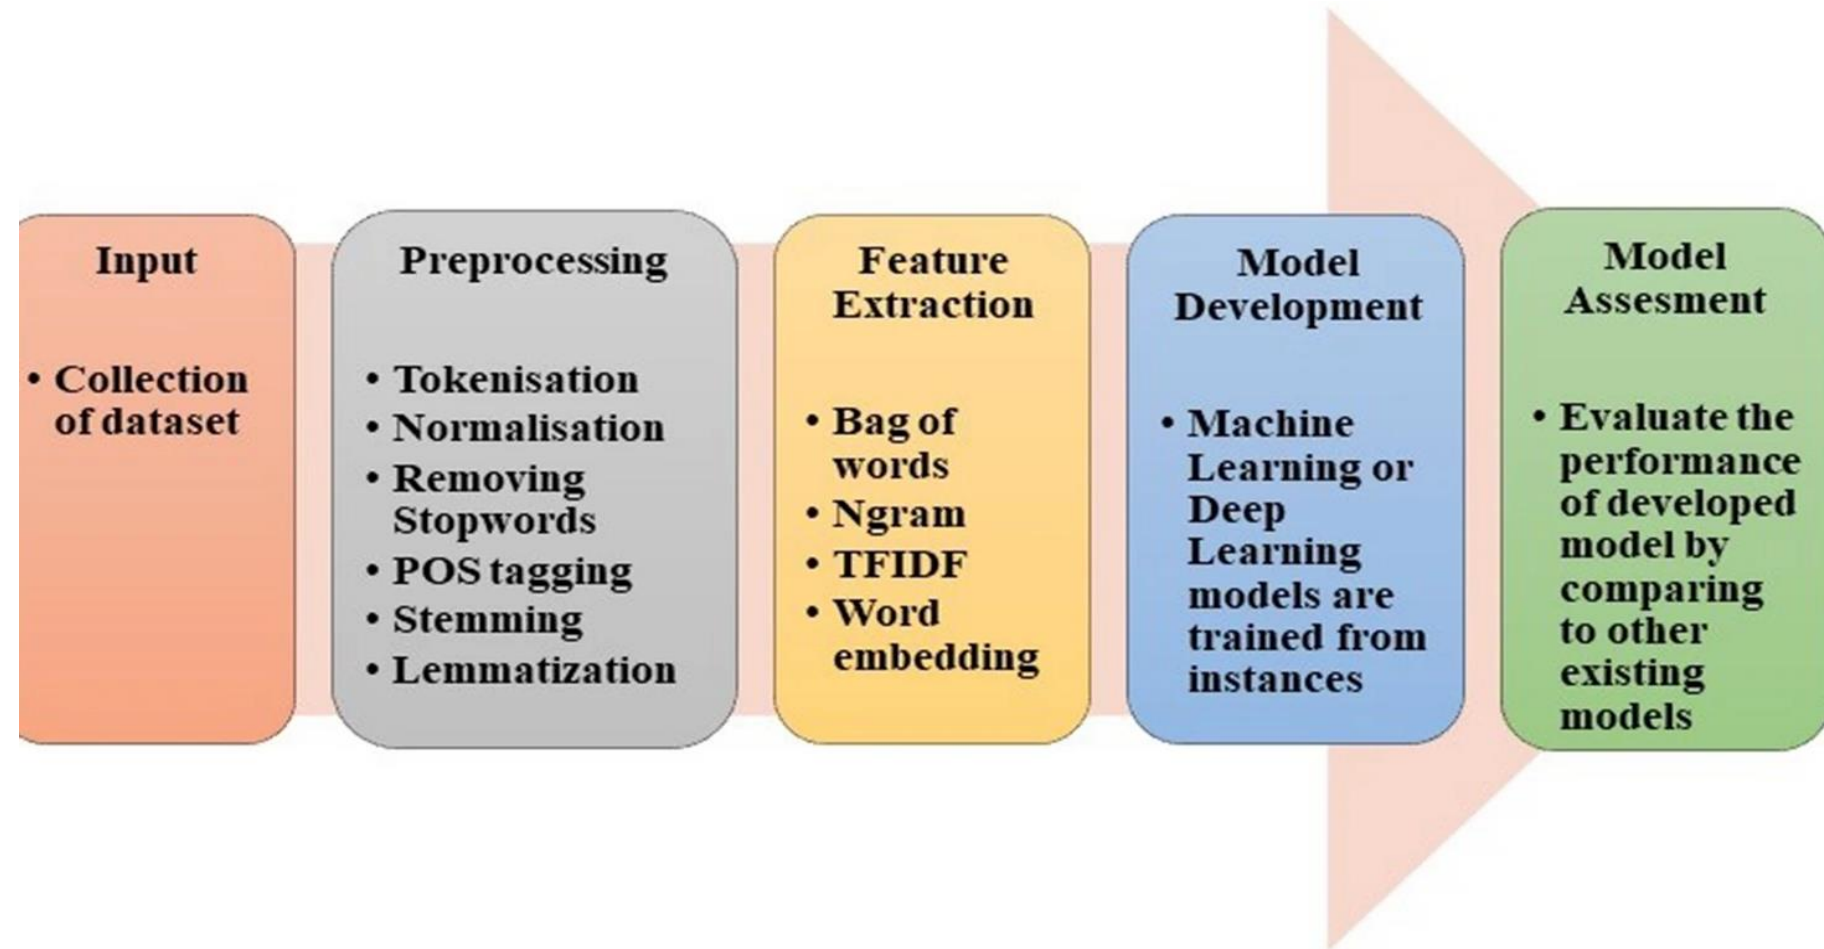 Input
• Collection
of dataset
Preprocessing
• Tokenisation
• Normalisation
• Removing
Stopwords
• POS tagging
• Stemming
• Lemmatization
Feature
Extraction
• Bag of
words
• Ngram
• TFIDF
• Word
embedding
Model
Development
• Machine
Learning or
Deep
Learning
models are
trained from
instances
Model
Assesment
• Evaluate the
performance
of developed
model by
comparing
to other
existing
models